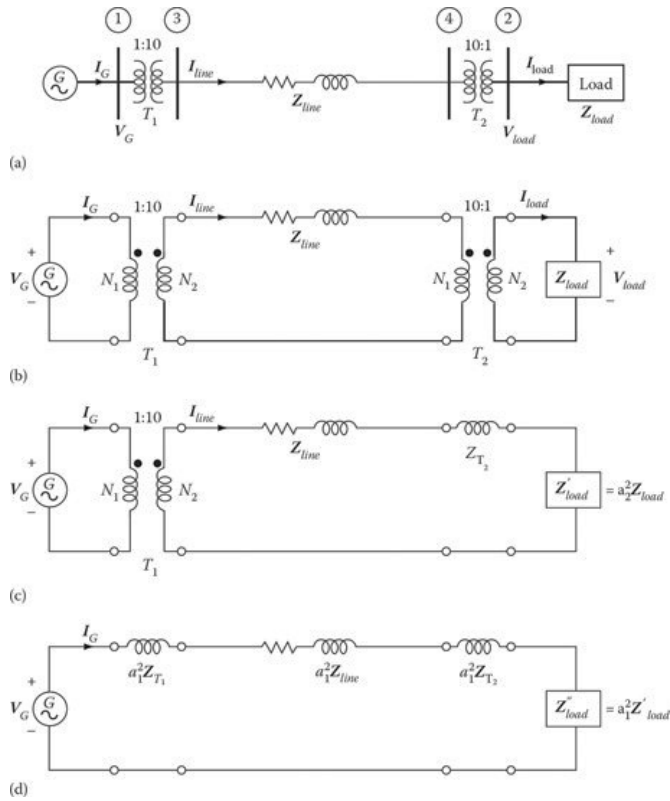 1 3 4 2
1:10 10:1
G I_G I_line I_load Load
Z_line Z_load
T_1 T_2
V_G V_load
(a)
I_G 1:10 I_line 10:1 I_load
Z_line
+ +
V_G G N_1 N_2 N_1 N_2 Z_load V_load
– –
T_1 T_2
(b)
I_G 1:10 I_line
Z_line Z_T_2
+
V_G G N_1 N_2 Z'_load = a_2^2 Z_load
–
T_1
(c)
I_G
a_1^2 Z_T_1 a_1^2 Z_line a_1^2 Z_T_2
+
V_G G Z"_load = a_1^2 Z'_load
–
(d)